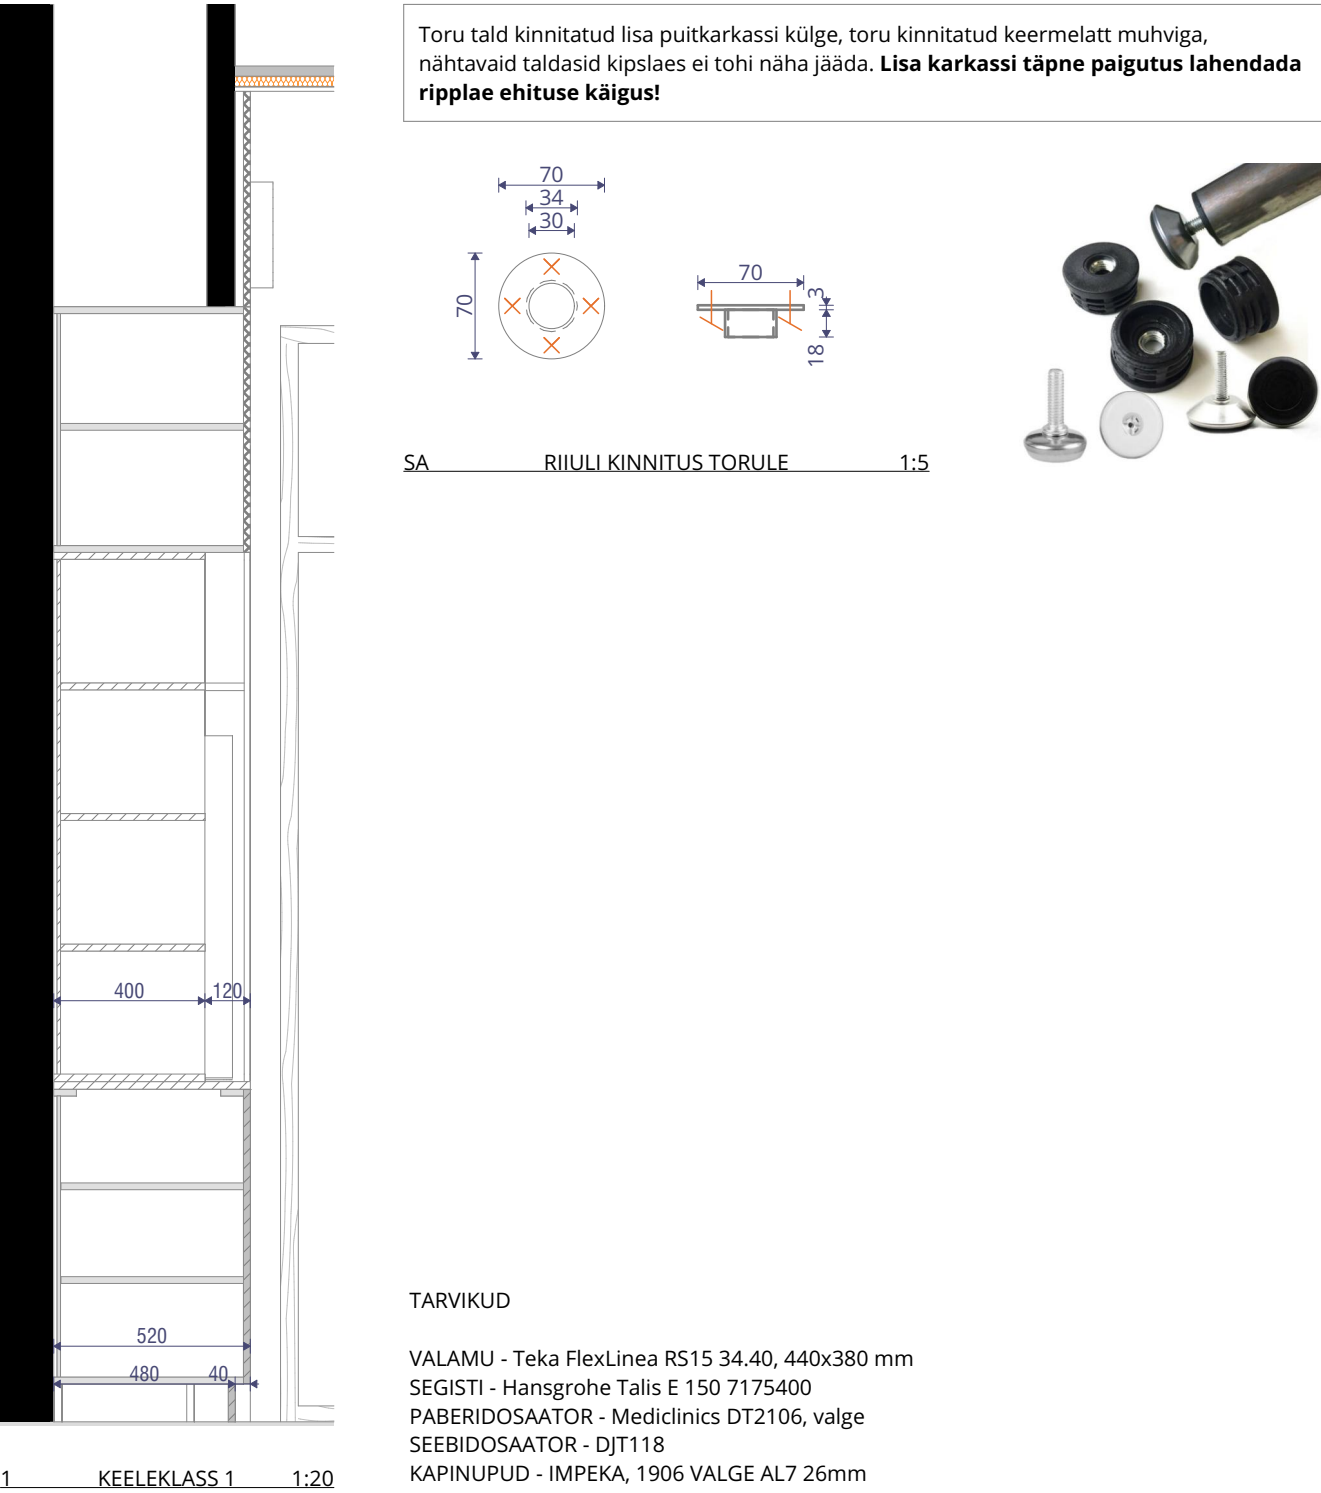 Toru tald kinnitatud lisa puitkarkassi külge, toru kinnitatud keermelatt muhviga,
nähtavaid taldasid kipslaes ei tohi näha jääda. Lisa karkassi täpne paigutus lahendada
ripplae ehituse käigus!
70
34
30
70
70
3
18
SA RIIULI KINNITUS TORULE 1:5
400 120
520
480 40
1 KEELEKLASS 1 1:20
TARVIKUD
VALAMU - Teka FlexLinea RS15 34.40, 440x380 mm
SEGISTI - Hansgrohe Talis E 150 7175400
PABERIDOSAATOR - Mediclinics DT2106, valge
SEEBIDOSAATOR - DJT118
KAPINUPUD - IMPEKA, 1906 VALGE AL7 26mm